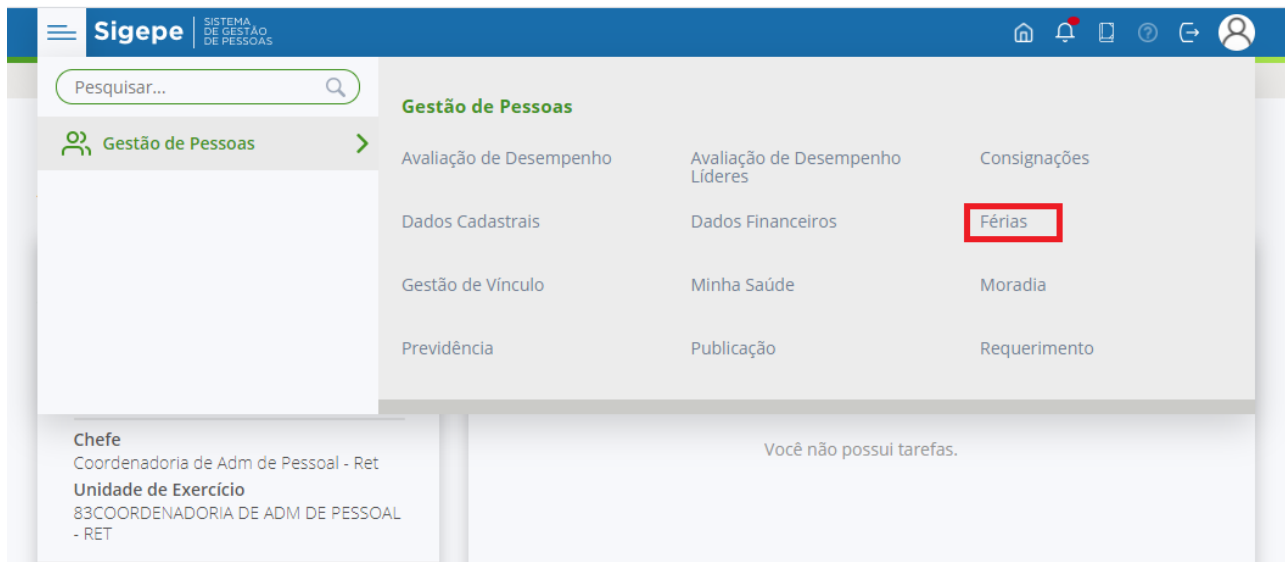 Sigepe
SISTEMA
DE GESTÃO
DE PESSOAS
Pesquisar...
Gestão de Pessoas
Gestão de Pessoas
Avaliação de Desempenho
Avaliação de Desempenho
Líderes
Consignações
Dados Cadastrais
Dados Financeiros
Férias
Gestão de Vínculo
Minha Saúde
Moradia
Previdência
Publicação
Requerimento
Chefe
Coordenadoria de Adm de Pessoal - Ret
Unidade de Exercício
83COORDENADORIA DE ADM DE PESSOAL
- RET
Você não possui tarefas.